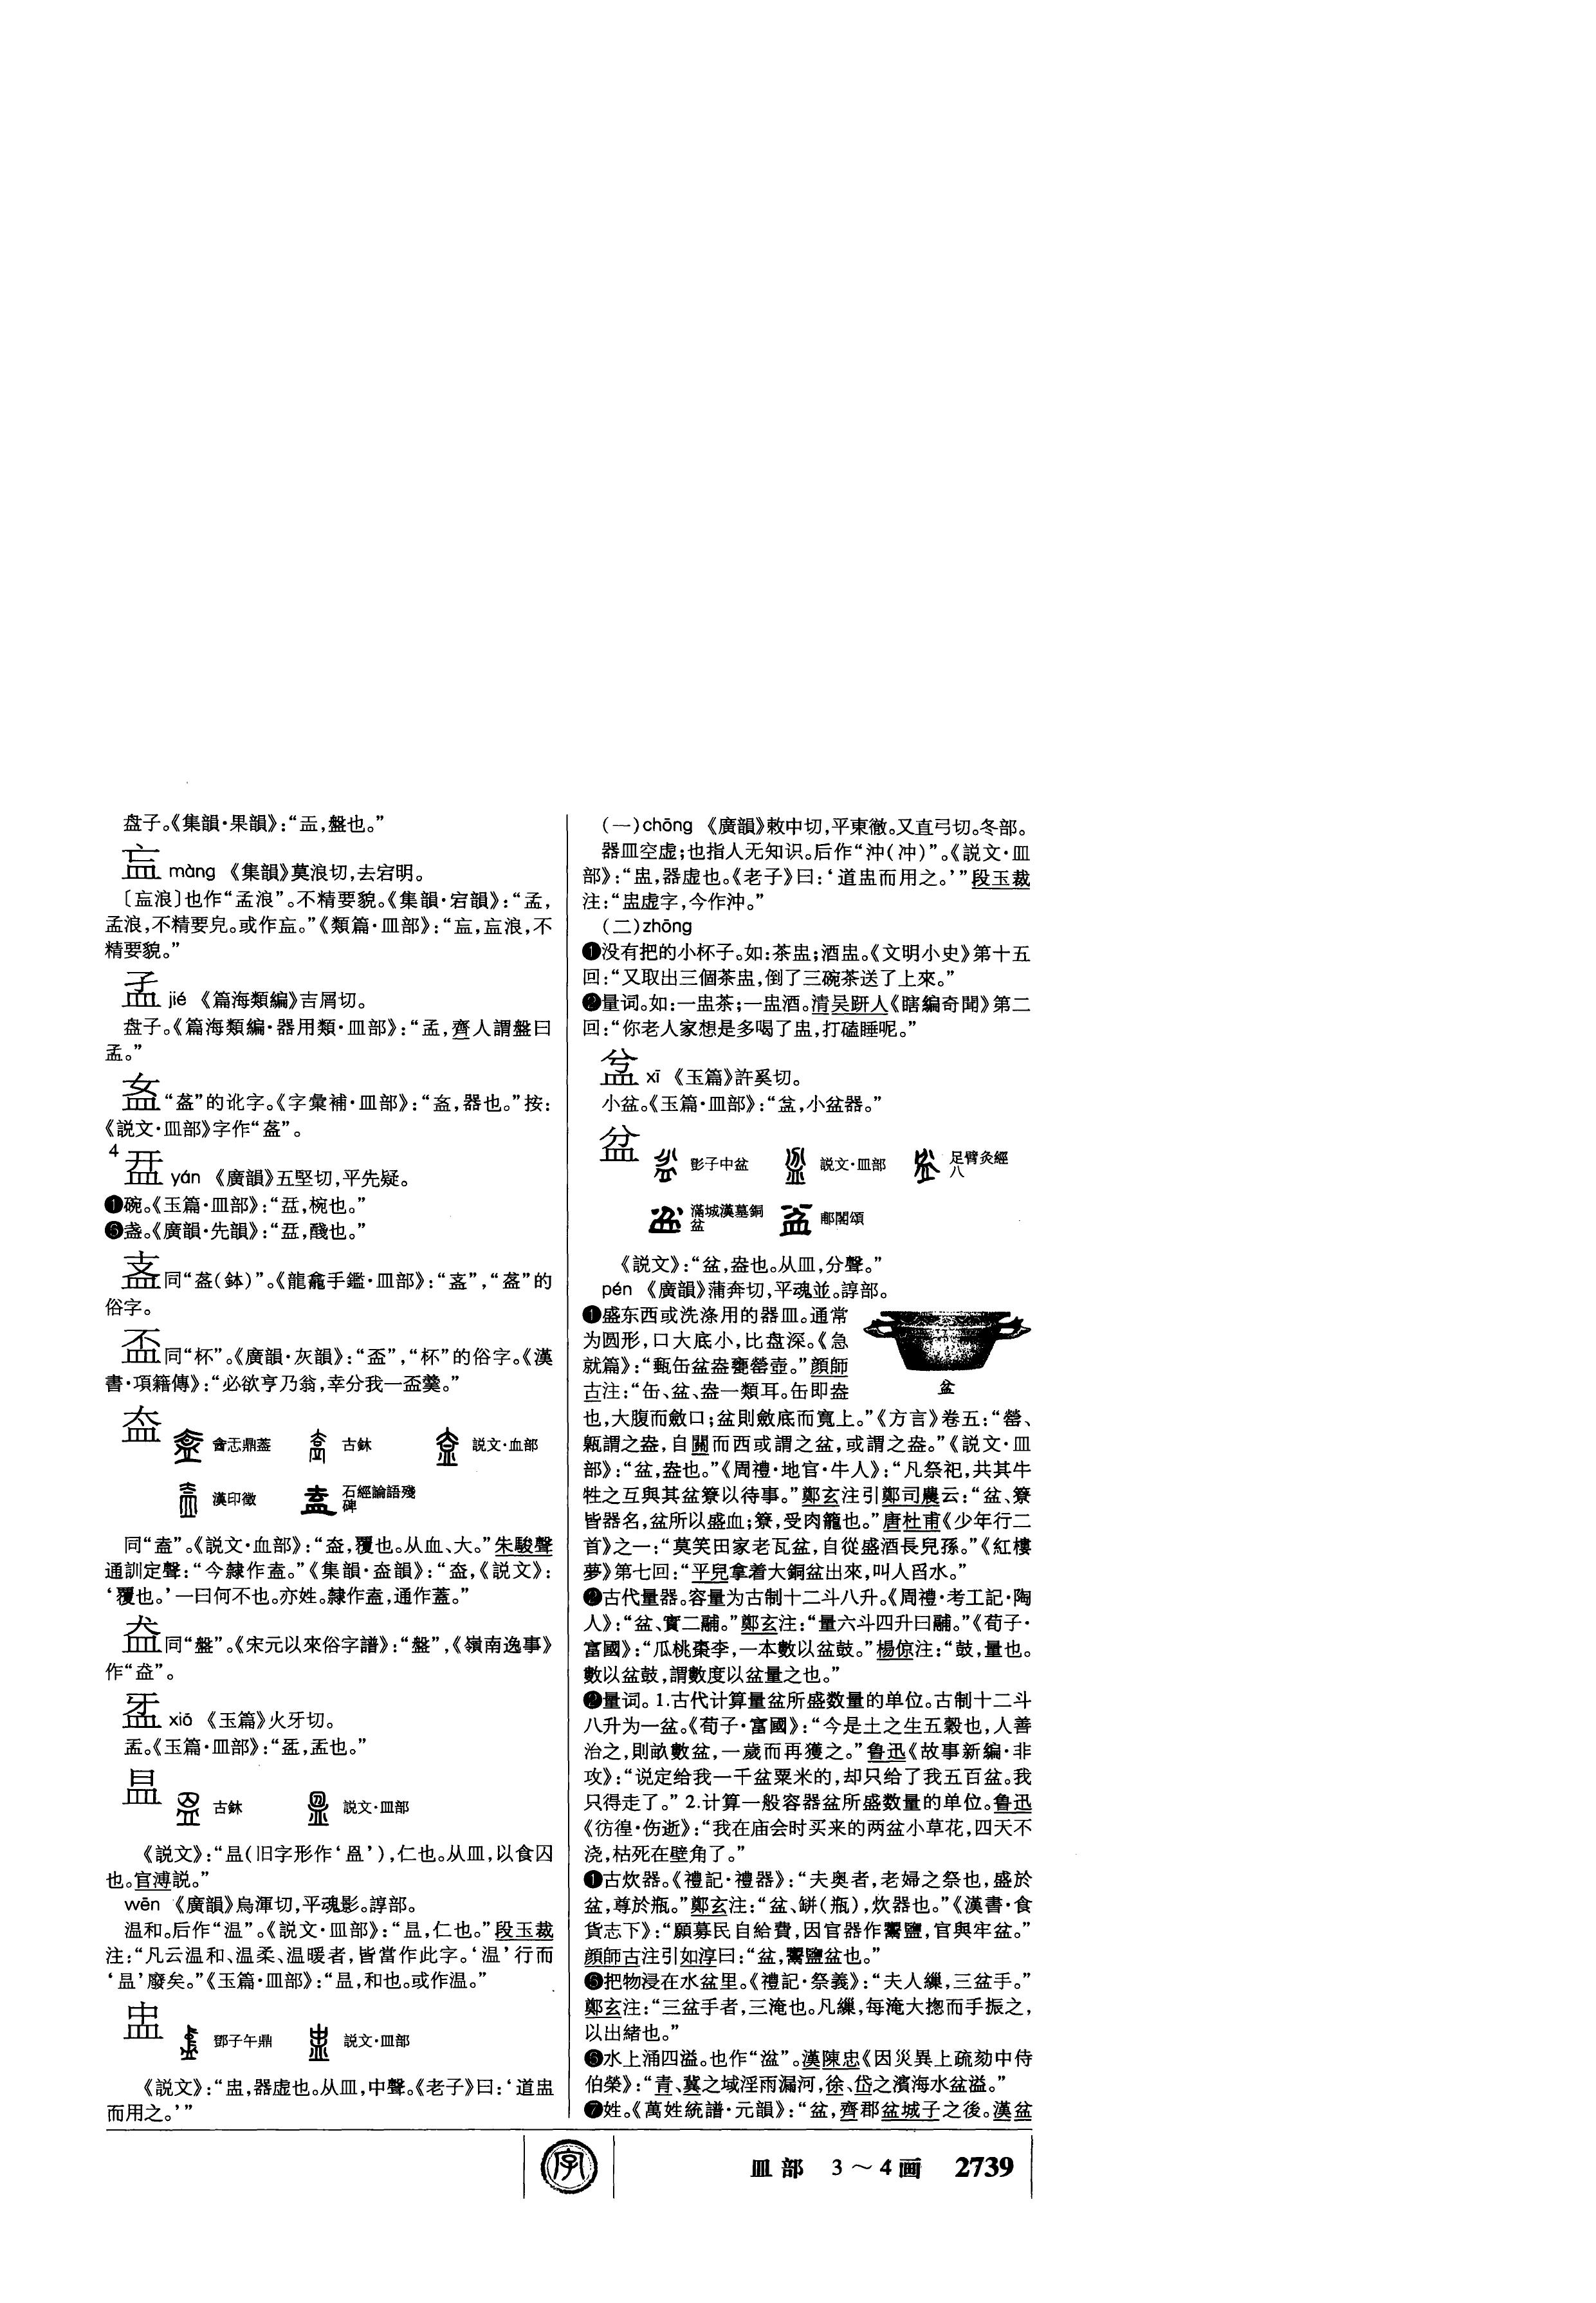 盘子。《集韻·果韻》：“𥁂，盤也。”
màng 《集韻》莫浪切，去宕明。
〔𥁃浪〕也作“孟浪”。不精要貌。《集韻·宕韻》：“孟，
孟浪，不精要皃。或作𥁃。”《類篇·皿部》：“𥁃，𥁃浪，不
精要貌。”
jié 《篇海類編》吉屑切。
盘子。《篇海類編·器用類·皿部》：“，齊人謂盤曰
。”
“盋”的讹字。《字彙補·皿部》：“，器也。”按：
《説文·皿部》字作“盋”。
4
yán 《廣韻》五堅切，平先疑。
❶碗。《玉篇·皿部》：“，椀也。”
❻盏。《廣韻·先韻》：“，醆也。”
同“盋（鉢）”。《龍龕手鑑·皿部》：“”，“盋”的
俗字。
盃同“杯”。《廣韻·灰韻》：“盃”，“杯”的俗字。《漢
書·項籍傳》：“必欲亨乃翁，幸分我一盃羹。”
盇 會忎鼎蓋 古鉨 説文·血部
漢印徵 石經論語殘碑
同“盍”。《説文·血部》：“盇，覆也。从血、大。”朱駿聲
通訓定聲：“今隸作盍。”《集韻·盇韻》：“盇，《説文》：
‘覆也。’一曰何不也。亦姓。隸作盍，通作蓋。”
同“盤”。《宋元以來俗字譜》：“盤”，《嶺南逸事》
作“”。
xiā 《玉篇》火牙切。
盂。《玉篇·皿部》：“，盂也。”
昷 古鉨 説文·皿部
《説文》：“昷（旧字形作‘𥁕’），仁也。从皿，以食囚
也。官溥説。”
wēn 《廣韻》烏渾切，平魂影。諄部。
温和。后作“温”。《説文·皿部》：“昷，仁也。”段玉裁
注：“凡云温和、温柔、温暖者，皆當作此字。‘温’行而
‘昷’廢矣。”《玉篇·皿部》：“昷，和也。或作温。”
盅 鄧子午鼎 説文·皿部
《説文》：“盅，器虚也。从皿，中聲。《老子》曰：‘道盅
而用之。’”
（一）chōng 《廣韻》敕中切，平東徹。又直弓切。冬部。
器皿空虚；也指人无知识。后作“沖（冲）”。《説文·皿
部》：“盅，器虚也。《老子》曰：‘道盅而用之。’”段玉裁
注：“盅虚字，今作沖。”
（二）zhōng
❶没有把的小杯子。如：茶盅；酒盅。《文明小史》第十五
回：“又取出三個茶盅，倒了三碗茶送了上來。”
❷量词。如：一盅茶；一盅酒。清吴趼人《瞎編奇聞》第二
回：“你老人家想是多喝了盅，打磕睡呢。”
xī 《玉篇》許奚切。
小盆。《玉篇·皿部》：“，小盆器。”
盆 彭子中盆 説文·皿部 足臂灸經八
滿城漢墓銅盆 郙閣頌
《説文》：“盆，盎也。从皿，分聲。”
pén 《廣韻》蒲奔切，平魂並。諄部。
❶盛东西或洗涤用的器皿。通常
为圆形，口大底小，比盘深。《急
就篇》：“甄缶盆盎甕罃壺。”顔師
古注：“缶、盆、盎一類耳。缶即盎
盆
也，大腹而斂口；盆則斂底而寬上。”《方言》卷五：“罃、
甈謂之盎，自關而西或謂之盆，或謂之盎。”《説文·皿
部》：“盆，盎也。”《周禮·地官·牛人》：“凡祭祀，共其牛
牲之互與其盆簝以待事。”鄭玄注引鄭司農云：“盆、簝
皆器名，盆所以盛血；簝，受肉籠也。”唐杜甫《少年行二
首》之一：“莫笑田家老瓦盆，自從盛酒長兒孫。”《紅樓
夢》第七回：“平兒拿着大銅盆出來，叫人舀水。”
❷古代量器。容量为古制十二斗八升。《周禮·考工記·陶
人》：“盆、實二鬴。”鄭玄注：“量六斗四升曰鬴。”《荀子·
富國》：“瓜桃棗李，一本數以盆鼓。”楊倞注：“鼓，量也。
數以盆鼓，謂數度以盆量之也。”
❷量词。1.古代计算量盆所盛数量的单位。古制十二斗
八升为一盆。《荀子·富國》：“今是土之生五穀也，人善
治之，則畝數盆，一歲而再獲之。”鲁迅《故事新编·非
攻》：“说定给我一千盆粟米的，却只给了我五百盆。我
只得走了。”2.计算一般容器盆所盛数量的单位。鲁迅
《彷徨·伤逝》：“我在庙会时买来的两盆小草花，四天不
浇，枯死在壁角了。”
❶古炊器。《禮記·禮器》：“夫奥者，老婦之祭也，盛於
盆，尊於瓶。”鄭玄注：“盆、缾（瓶），炊器也。”《漢書·食
貨志下》：“願募民自給費，因官器作鬻鹽，官與牢盆。”
顔師古注引如淳曰：“盆，鬻鹽盆也。”
❺把物浸在水盆里。《禮記·祭義》：“夫人繅，三盆手。”
鄭玄注：“三盆手者，三淹也。凡繅，每淹大揔而手振之，
以出緒也。”
❻水上涌四溢。也作“湓”。漢陳忠《因災異上疏劾中侍
伯榮》：“青、冀之域淫雨漏河，徐、岱之濱海水盆溢。”
❼姓。《萬姓統譜·元韻》：“盆，齊郡盆城子之後。漢盆
字
皿部 3～4画 2739